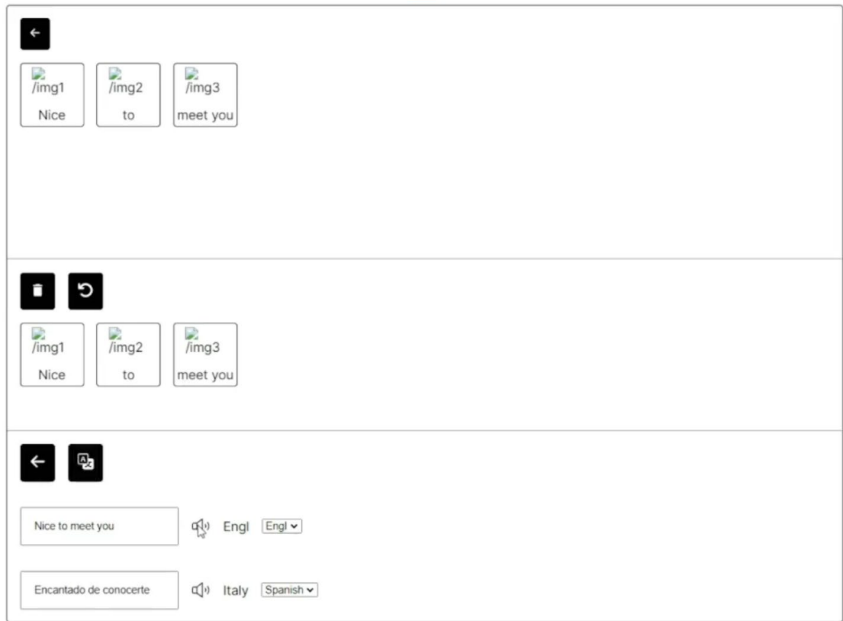 /img1 /img2 /img3
Nice to meet you
/img1 /img2 /img3
Nice to meet you
Nice to meet you Engl Engl
Encantado de conocerte Italy Spanish